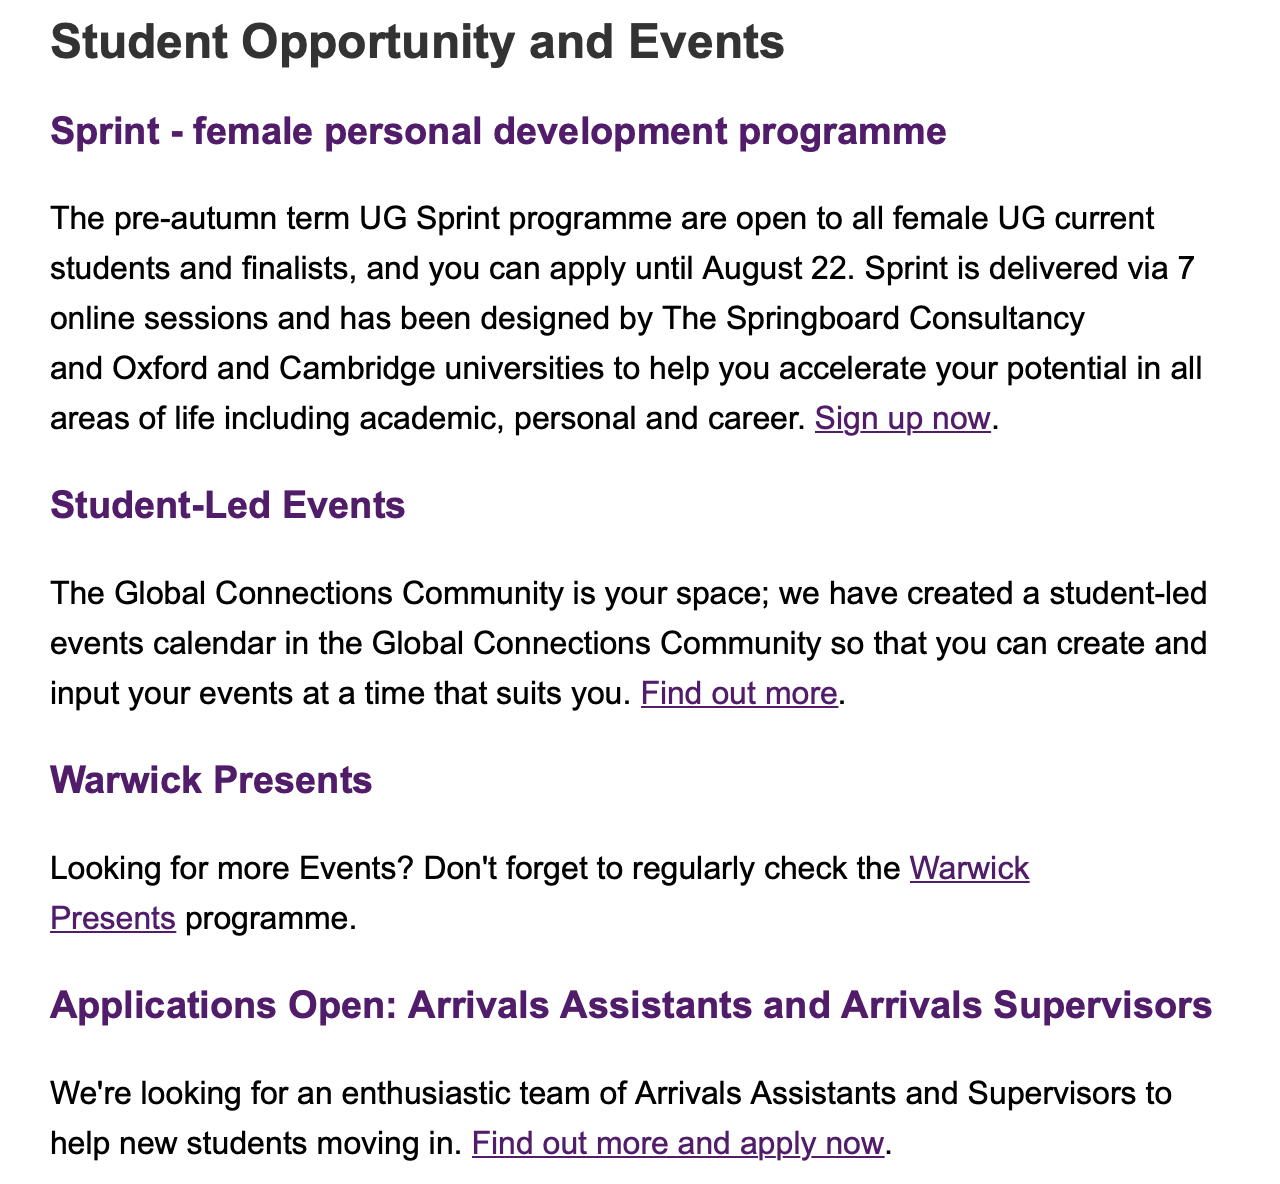 Student Opportunity and Events
Sprint - female personal development programme
The pre-autumn term UG Sprint programme are open to all female UG current
students and finalists, and you can apply until August 22. Sprint is delivered via 7
online sessions and has been designed by The Springboard Consultancy
and Oxford and Cambridge universities to help you accelerate your potential in all
areas of life including academic, personal and career. Sign up now.
Student-Led Events
The Global Connections Community is your space; we have created a student-led
events calendar in the Global Connections Community so that you can create and
input your events at a time that suits you. Find out more.
Warwick Presents
Looking for more Events? Don't forget to regularly check the Warwick
Presents programme.
Applications Open: Arrivals Assistants and Arrivals Supervisors
We're looking for an enthusiastic team of Arrivals Assistants and Supervisors to
help new students moving in. Find out more and apply now.